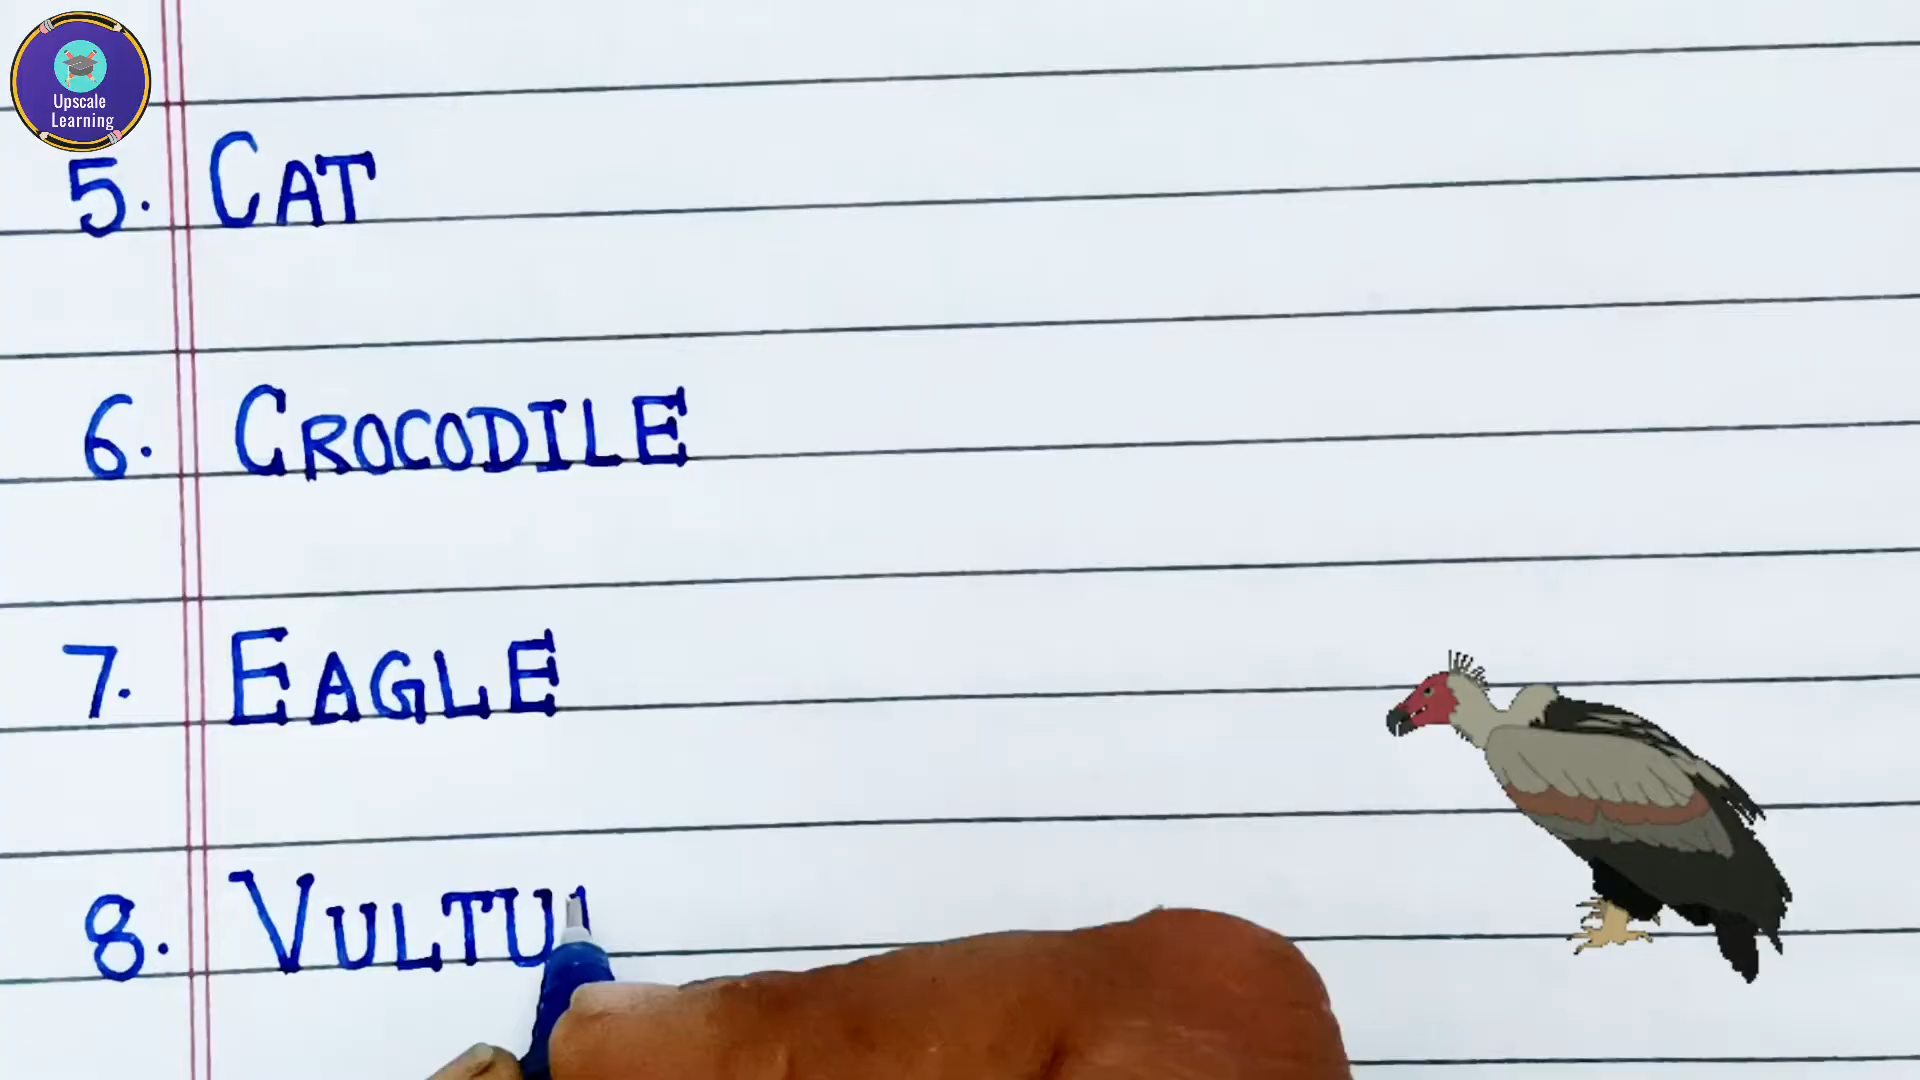 Upscale
Learning
5. CAT
6. CROCODILE
7. EAGLE
8. VULTU